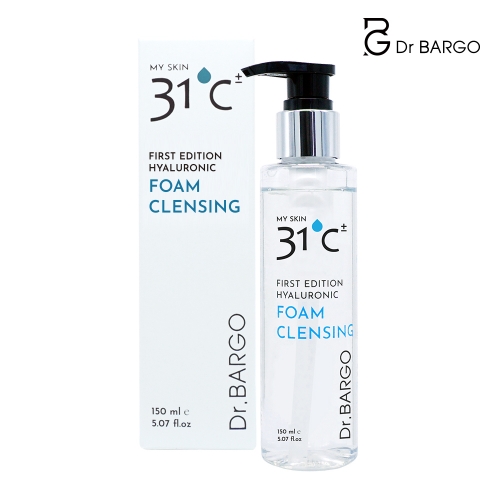 Dr BARGO
MY SKIN
31°C±
FIRST EDITION
HYALURONIC
FOAM
CLENSING
Dr.BARGO
150 ml e
5.07 fl.oz
MY SKIN
31°C±
FIRST EDITION
HYALURONIC
FOAM
CLENSING
Dr.BARGO
150 ml e
5.07 fl.oz